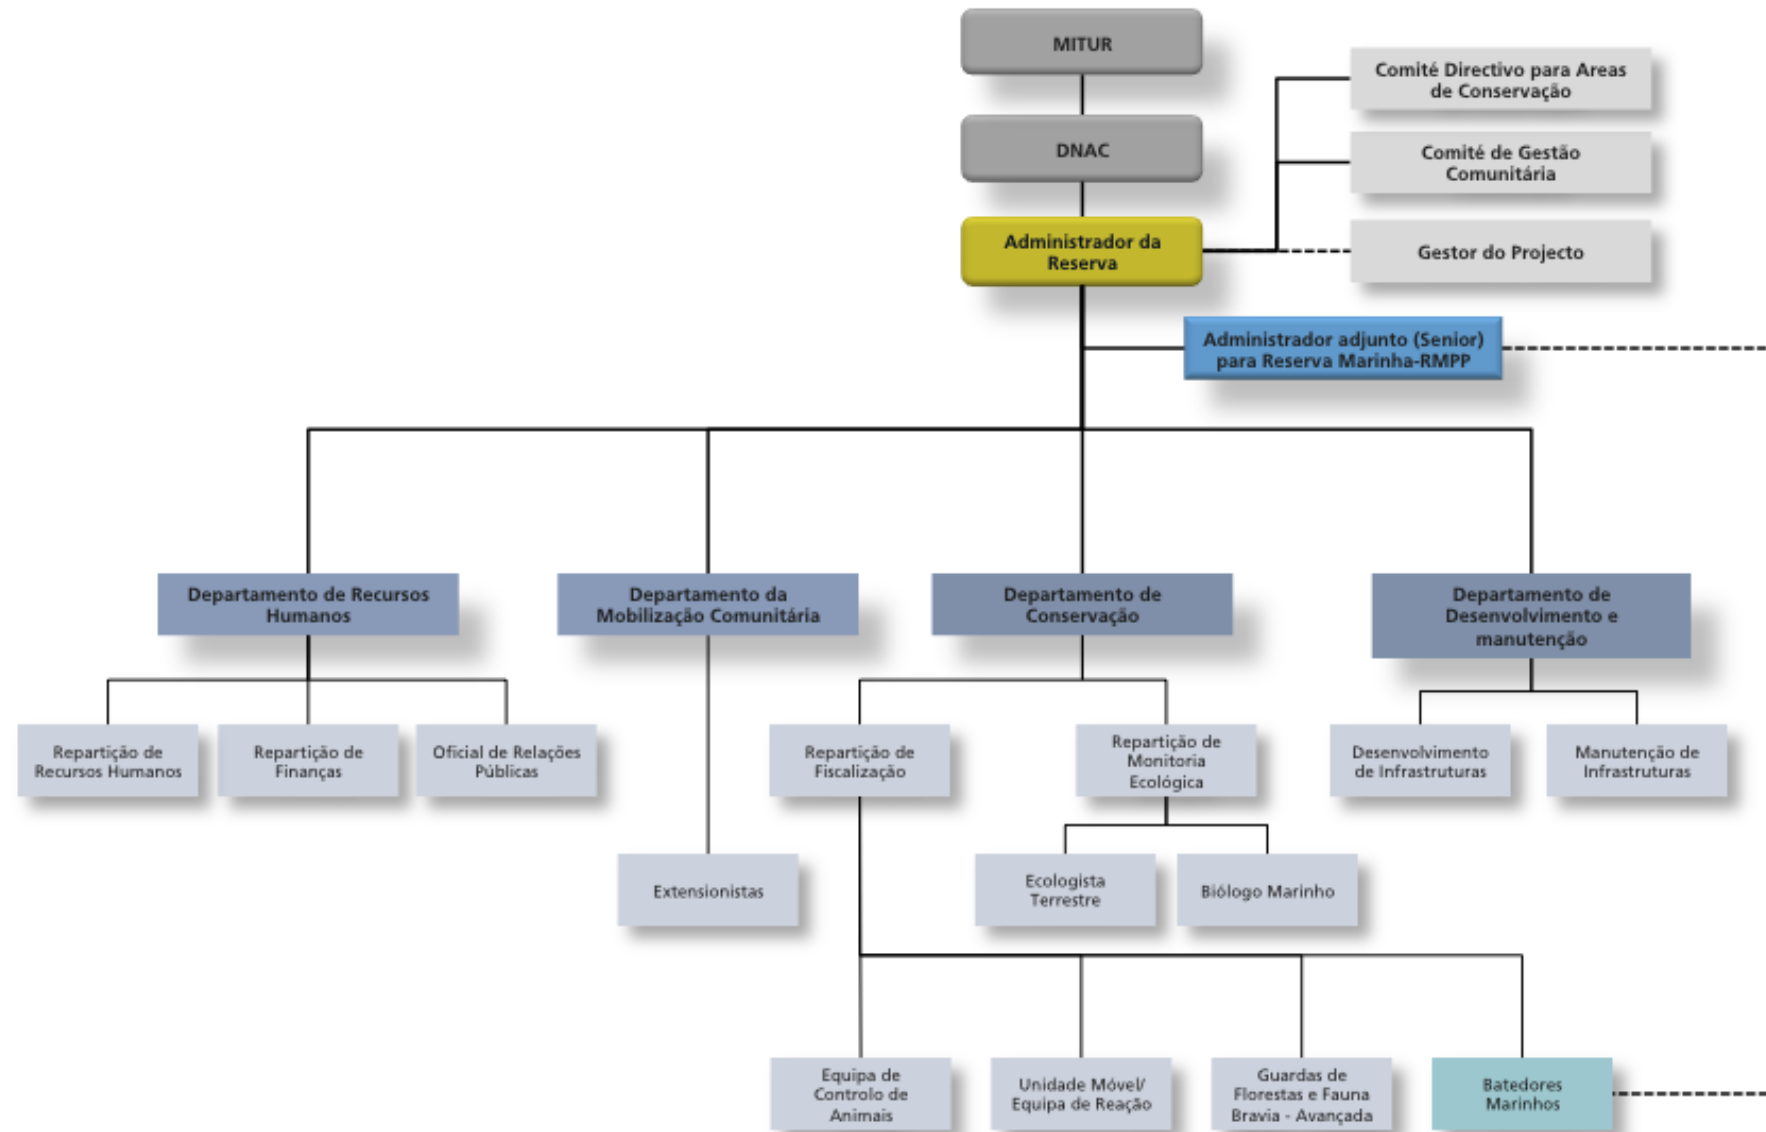 MITUR
Comité Directivo para Areas
de Conservação
DNAC
Comité de Gestão
Comunitária
Administrador da
Reserva
Gestor do Projecto
Administrador adjunto (Senior)
para Reserva Marinha-RMPP
Departamento de Recursos
Humanos
Departamento da
Mobilização Comunitária
Departamento de
Conservação
Departamento de
Desenvolvimento e
manutenção
Repartição de
Recursos Humanos
Repartição de
Finanças
Oficial de Relações
Públicas
Repartição de
Fiscalização
Repartição de
Monitoria
Ecológica
Desenvolvimento
de Infrastruturas
Manutenção de
Infrastruturas
Extensionistas
Ecologista
Terrestre
Biólogo Marinho
Equipa de
Controlo de
Animais
Unidade Móvel/
Equipa de Reação
Guardas de
Florestas e Fauna
Bravia - Avançada
Batedores
Marinhos